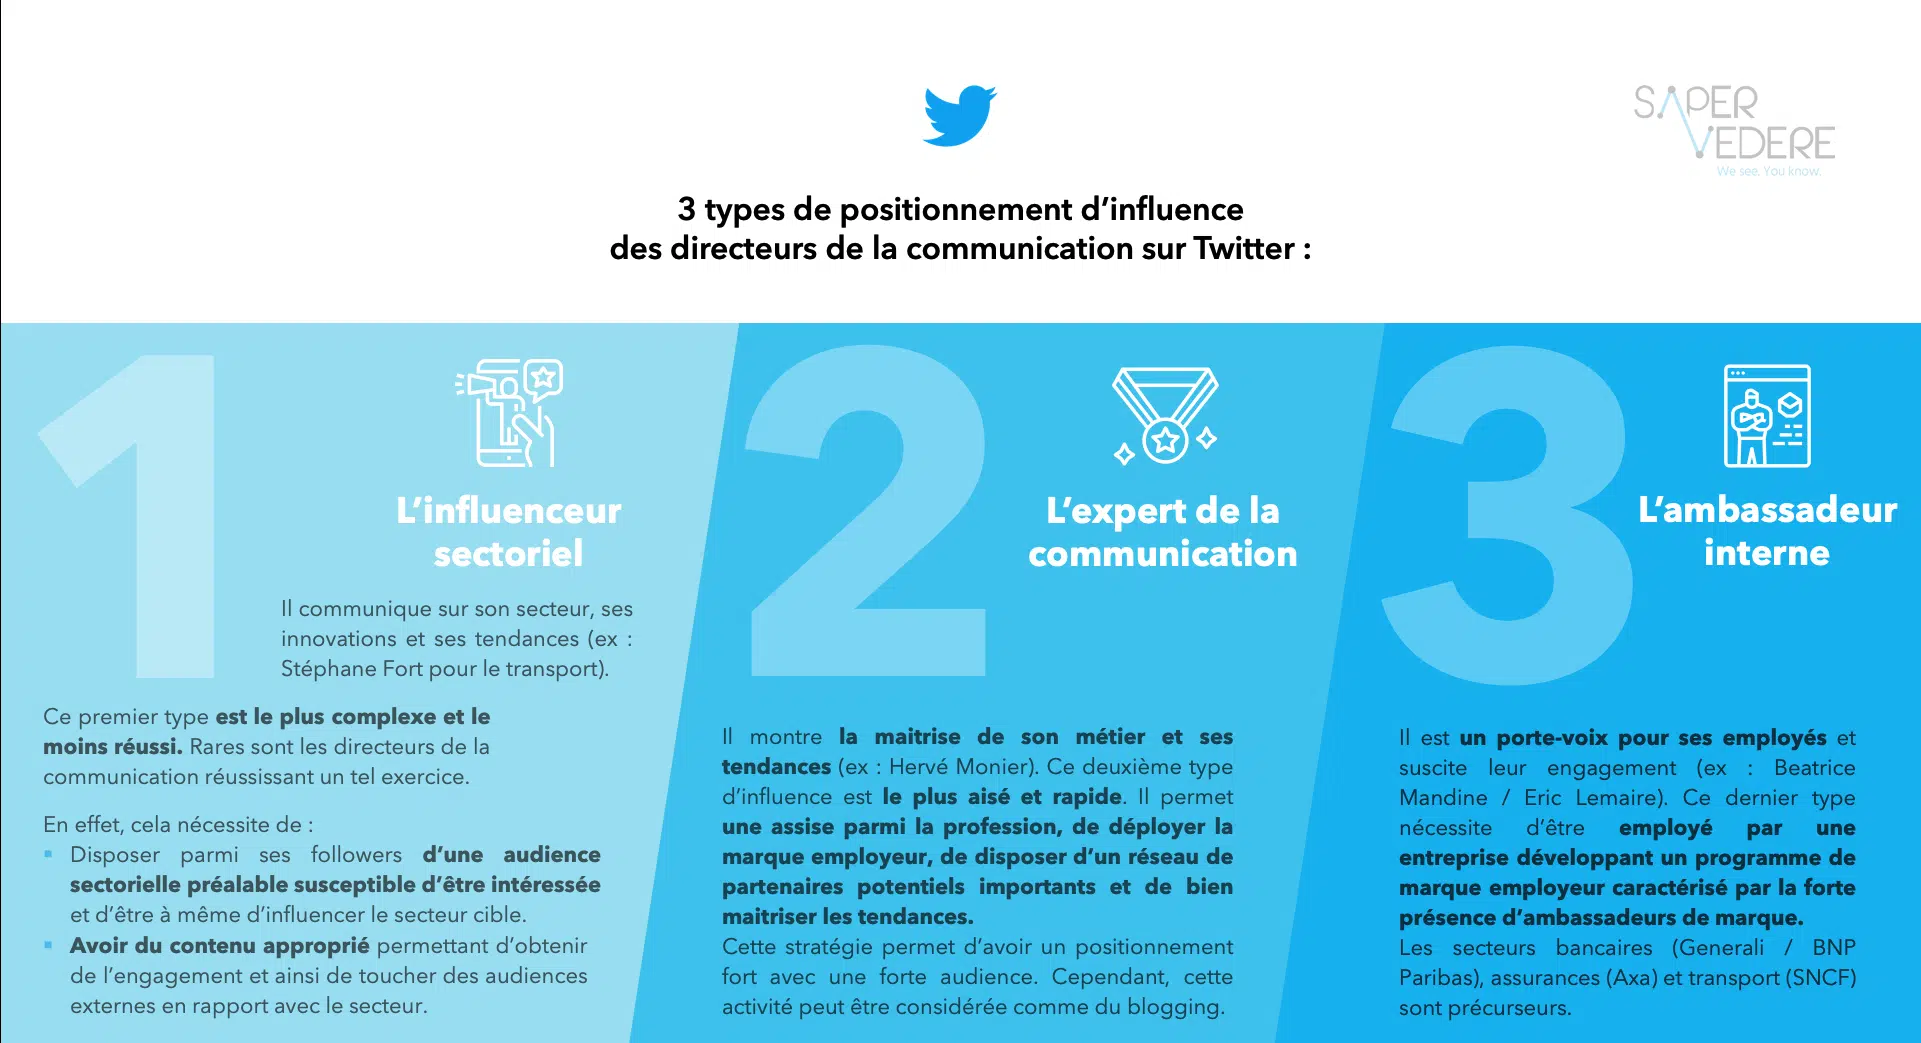 SAPER
VEDERE
We see. You know.
3 types de positionnement d’influence
des directeurs de la communication sur Twitter :
1
L’influenceur
sectoriel
Il communique sur son secteur, ses
innovations et ses tendances (ex :
Stéphane Fort pour le transport).
Ce premier type est le plus complexe et le
moins réussi. Rares sont les directeurs de la
communication réussissant un tel exercice.
En effet, cela nécessite de :
▪ Disposer parmi ses followers d’une audience
sectorielle préalable susceptible d’être intéressée
et d’être à même d’influencer le secteur cible.
▪ Avoir du contenu approprié permettant d’obtenir
de l’engagement et ainsi de toucher des audiences
externes en rapport avec le secteur.
2
L’expert de la
communication
Il montre la maitrise de son métier et ses
tendances (ex : Hervé Monier). Ce deuxième type
d’influence est le plus aisé et rapide. Il permet
une assise parmi la profession, de déployer la
marque employeur, de disposer d’un réseau de
partenaires potentiels importants et de bien
maitriser les tendances.
Cette stratégie permet d’avoir un positionnement
fort avec une forte audience. Cependant, cette
activité peut être considérée comme du blogging.
3
L’ambassadeur
interne
Il est un porte-voix pour ses employés et
suscite leur engagement (ex : Beatrice
Mandine / Eric Lemaire). Ce dernier type
nécessite d’être employé par une
entreprise développant un programme de
marque employeur caractérisé par la forte
présence d’ambassadeurs de marque.
Les secteurs bancaires (Generali / BNP
Paribas), assurances (Axa) et transport (SNCF)
sont précurseurs.